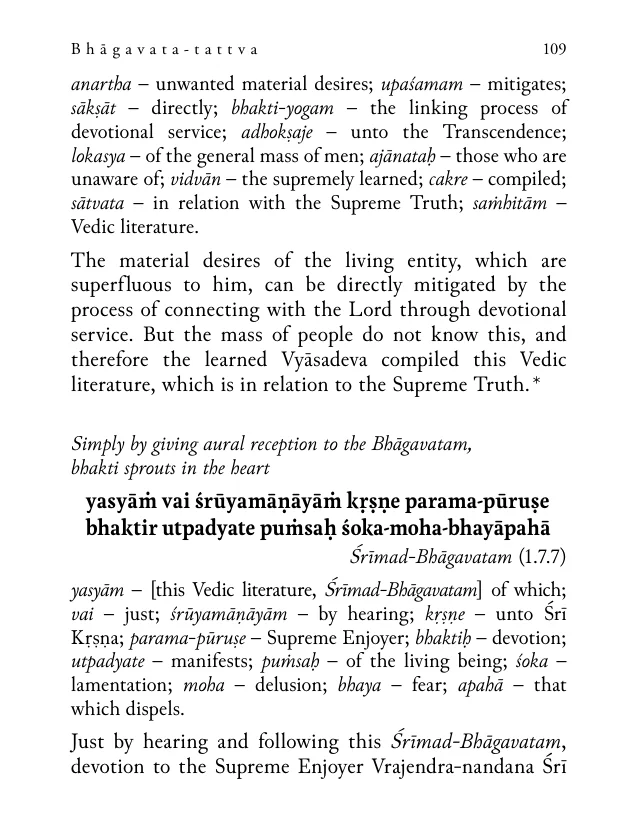 Bhāgavata-tattva 109
anartha – unwanted material desires; upaśamam – mitigates;
sākṣāt – directly; bhakti-yogam – the linking process of
devotional service; adhokṣaje – unto the Transcendence;
lokasya – of the general mass of men; ajānataḥ – those who are
unaware of; vidvān – the supremely learned; cakre – compiled;
sātvata – in relation with the Supreme Truth; saṁhitām –
Vedic literature.
The material desires of the living entity, which are
superfluous to him, can be directly mitigated by the
process of connecting with the Lord through devotional
service. But the mass of people do not know this, and
therefore the learned Vyāsadeva compiled this Vedic
literature, which is in relation to the Supreme Truth.*
Simply by giving aural reception to the Bhāgavatam,
bhakti sprouts in the heart
yasyāṁ vai śrūyamāṇāyāṁ kṛṣṇe parama-pūruṣe
bhaktir utpadyate puṁsaḥ śoka-moha-bhayāpahā
Śrīmad-Bhāgavatam (1.7.7)
yasyām – [this Vedic literature, Śrīmad-Bhāgavatam] of which;
vai – just; śrūyamāṇāyām – by hearing; kṛṣṇe – unto Śrī
Kṛṣṇa; parama-pūruṣe – Supreme Enjoyer; bhaktiḥ – devotion;
utpadyate – manifests; puṁsaḥ – of the living being; śoka –
lamentation; moha – delusion; bhaya – fear; apahā – that
which dispels.
Just by hearing and following this Śrīmad-Bhāgavatam,
devotion to the Supreme Enjoyer Vrajendra-nandana Śrī